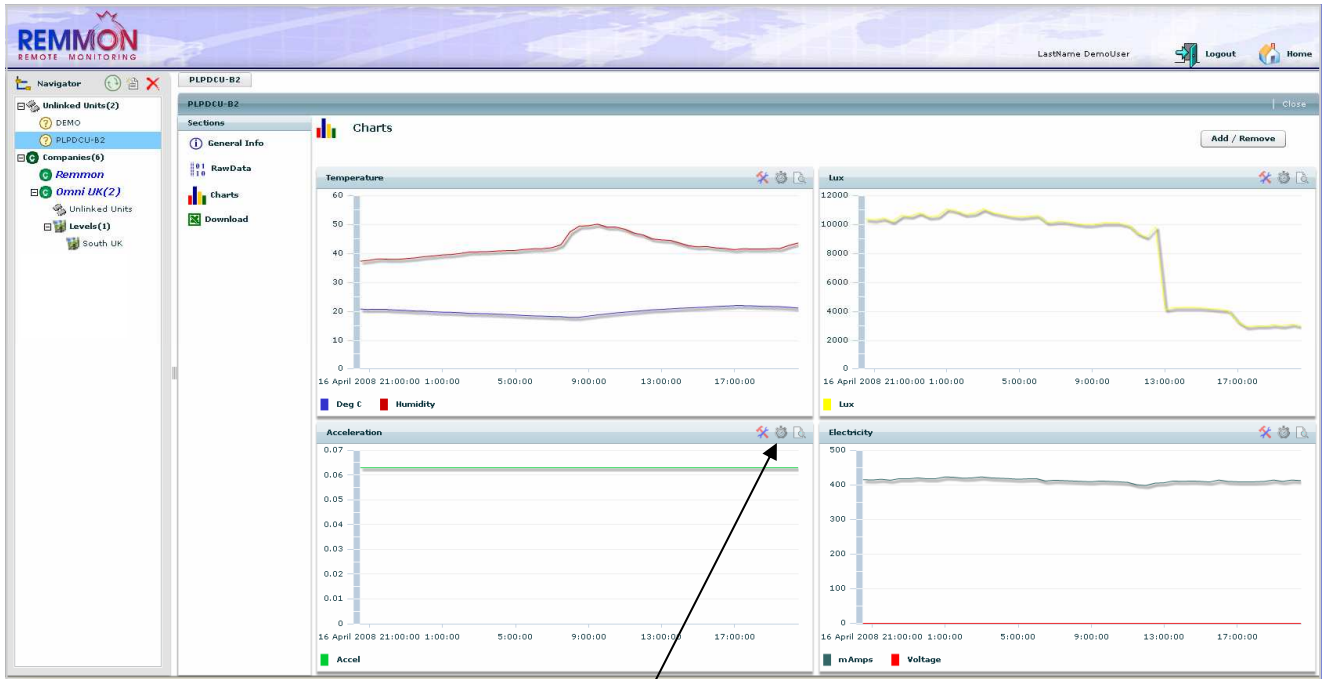 REMMON
REMOTE MONITORING
LastName DemoUser
Logout
Home
Navigator
Unlinked Units(2)
DEMO
PLPDCU-B2
Companies(6)
Remmon
Omni UK(2)
Unlinked Units
Levels(1)
South UK
PLPDCU-B2
PLPDCU-B2
| Close
Sections
General Info
RawData
Charts
Download
Charts
Add / Remove
Temperature
60
50
40
30
20
10
0
16 April 2008 21:00:00 1:00:00 5:00:00 9:00:00 13:00:00 17:00:00
Deg C Humidity
Lux
12000
10000
8000
6000
4000
2000
0
16 April 2008 21:00:00 1:00:00 5:00:00 9:00:00 13:00:00 17:00:00
Lux
Acceleration
0.07
0.06
0.05
0.04
0.03
0.02
0.01
0
16 April 2008 21:00:00 1:00:00 5:00:00 9:00:00 13:00:00 17:00:00
Accel
Electricity
500
400
300
200
100
0
16 April 2008 21:00:00 1:00:00 5:00:00 9:00:00 13:00:00 17:00:00
mAmps Voltage